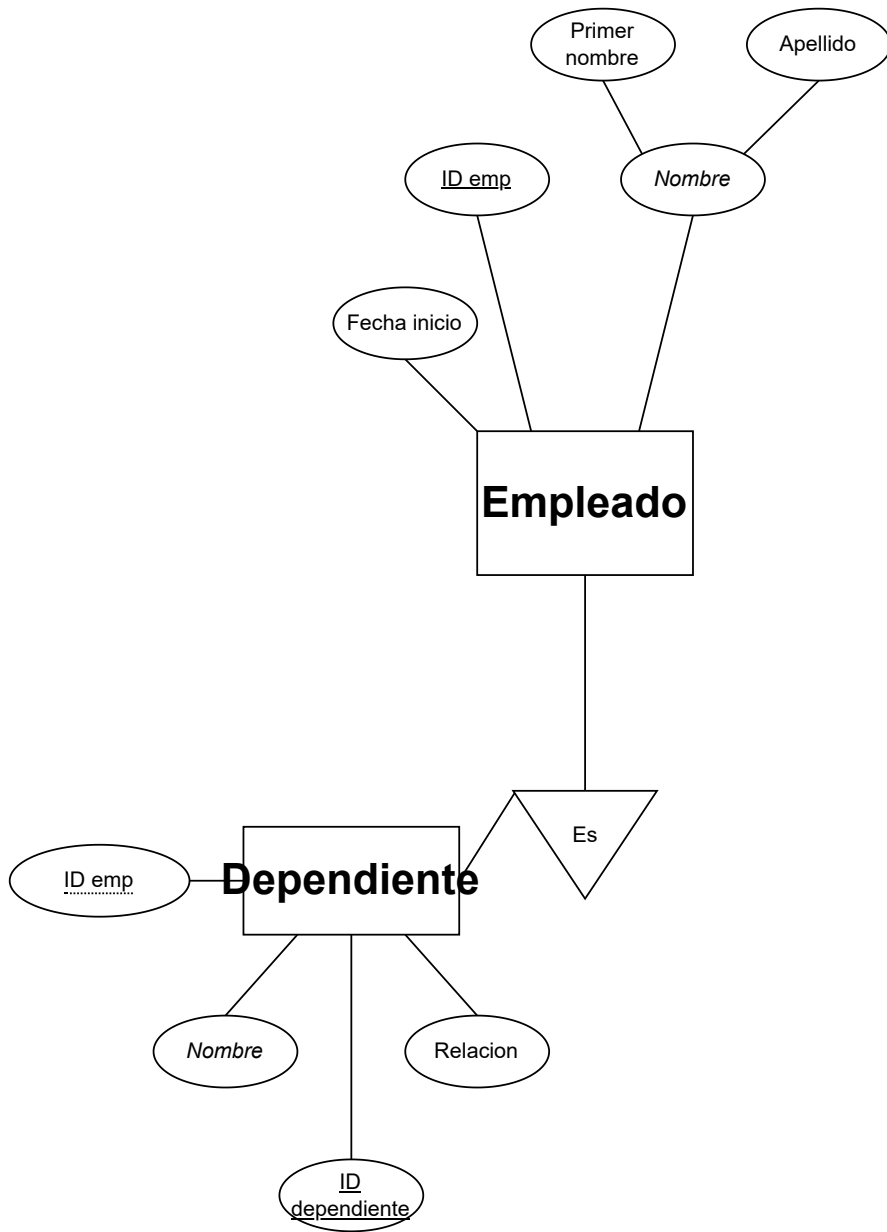 Primer
nombre
Apellido
ID emp
Nombre
Fecha inicio
Empleado
Es
Dependiente
ID emp
Nombre
Relacion
ID
dependiente